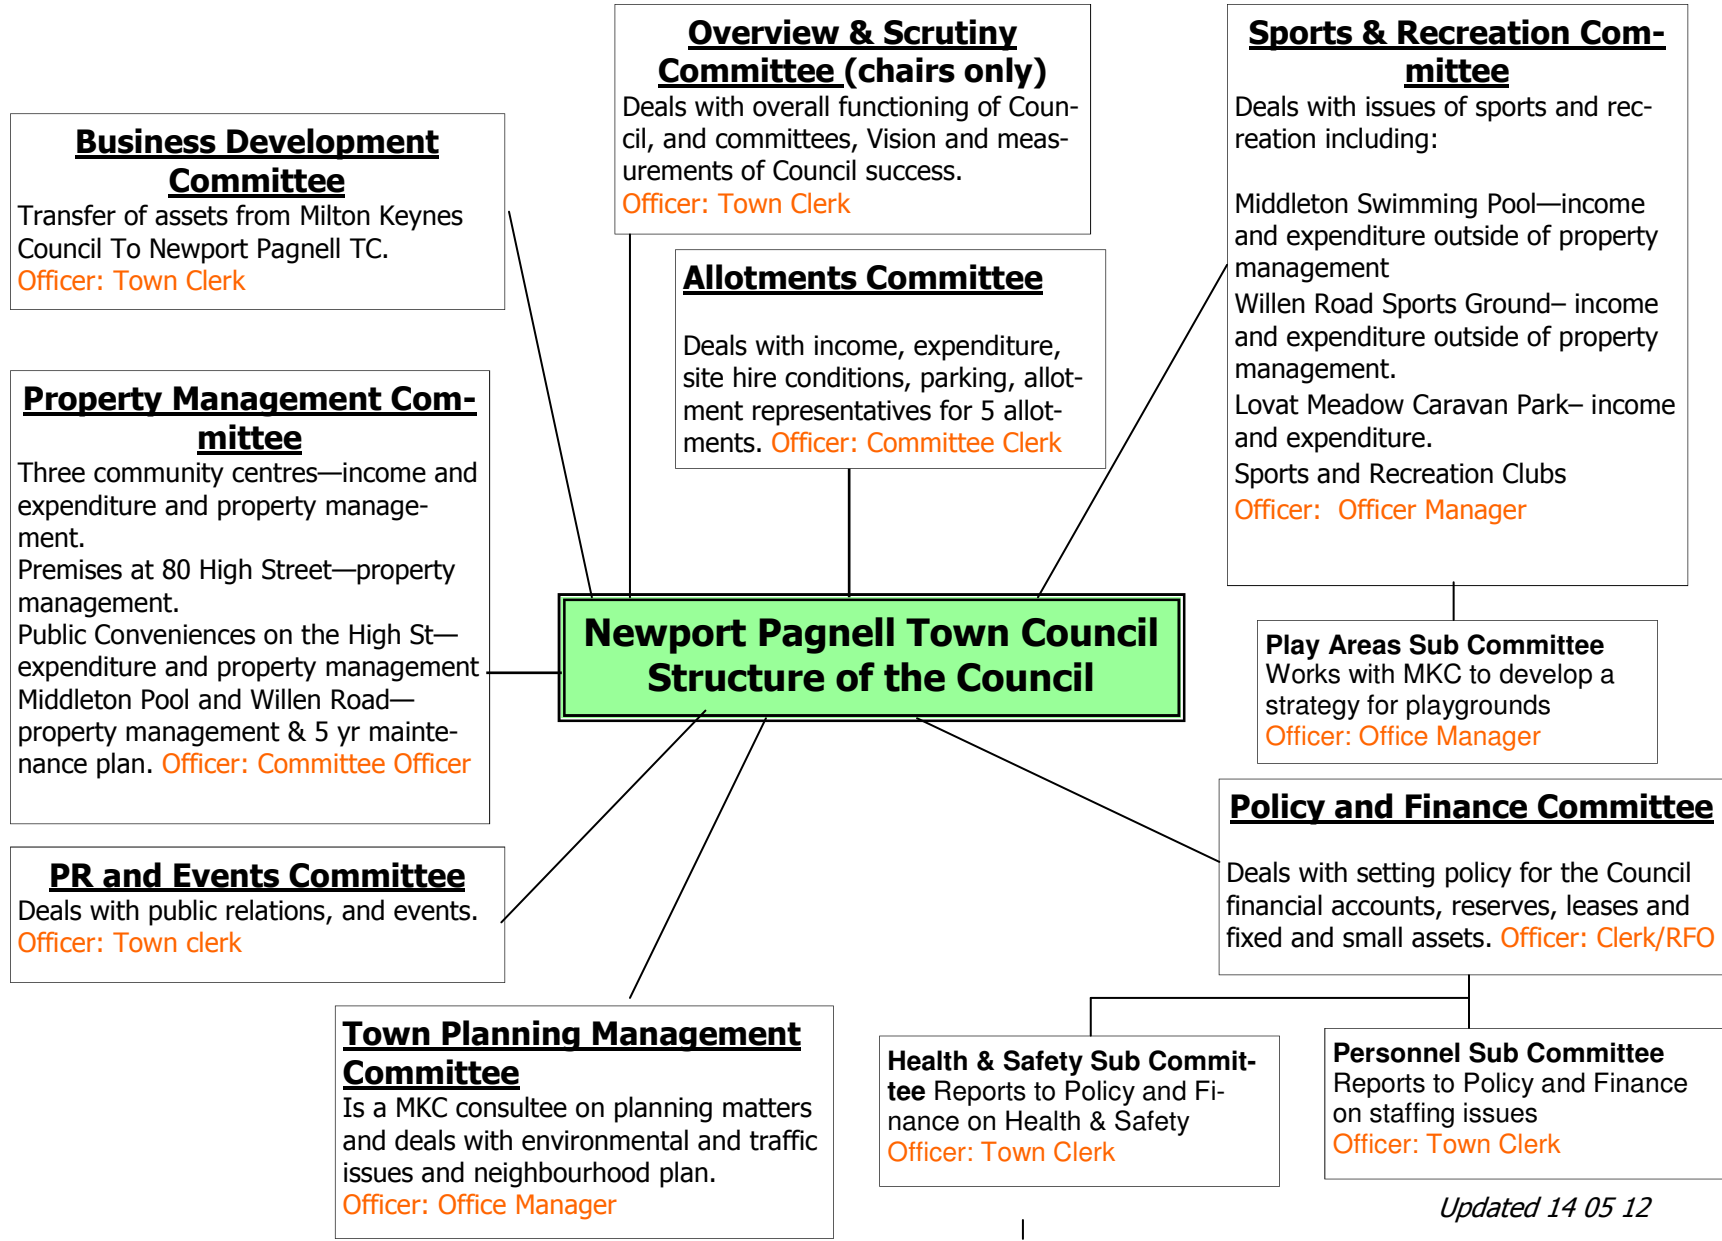 Overview & Scrutiny
Committee (chairs only)
Deals with overall functioning of Coun-
cil, and committees, Vision and meas-
urements of Council success.
Officer: Town Clerk
Sports & Recreation Com-
mittee
Deals with issues of sports and rec-
reation including:
Middleton Swimming Pool—income
and expenditure outside of property
management
Willen Road Sports Ground– income
and expenditure outside of property
management.
Lovat Meadow Caravan Park– income
and expenditure.
Sports and Recreation Clubs
Officer:  Officer Manager
Business Development
Committee
Transfer of assets from Milton Keynes
Council To Newport Pagnell TC.
Officer: Town Clerk
Allotments Committee
Deals with income, expenditure,
site hire conditions, parking, allot-
ment representatives for 5 allot-
ments. Officer: Committee Clerk
Property Management Com-
mittee
Three community centres—income and
expenditure and property manage-
ment.
Premises at 80 High Street—property
management.
Public Conveniences on the High St—
expenditure and property management
Middleton Pool and Willen Road—
property management & 5 yr mainte-
nance plan. Officer: Committee Officer
Newport Pagnell Town Council
Structure of the Council
Play Areas Sub Committee
Works with MKC to develop a
strategy for playgrounds
Officer: Office Manager
Policy and Finance Committee
Deals with setting policy for the Council
financial accounts, reserves, leases and
fixed and small assets. Officer: Clerk/RFO
PR and Events Committee
Deals with public relations, and events.
Officer: Town clerk
Town Planning Management
Committee
Is a MKC consultee on planning matters
and deals with environmental and traffic
issues and neighbourhood plan.
Officer: Office Manager
Health & Safety Sub Commit-
tee Reports to Policy and Fi-
nance on Health & Safety
Officer: Town Clerk
Personnel Sub Committee
Reports to Policy and Finance
on staffing issues
Officer: Town Clerk
Updated 14 05 12